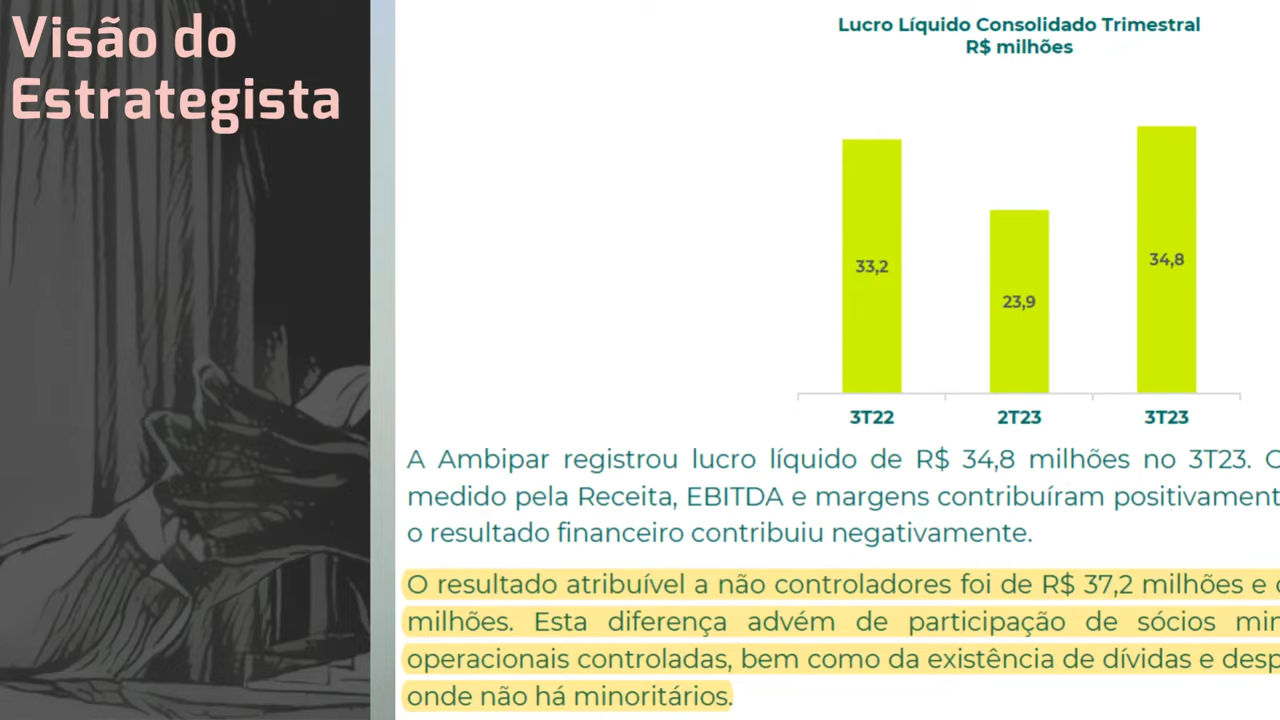 Visão do
Estrategista
Lucro Líquido Consolidado Trimestral
R$ milhões
33,2
23,9
34,8
3T22
2T23
3T23
A Ambipar registrou lucro líquido de R$ 34,8 milhões no 3T23.
medido pela Receita, EBITDA e margens contribuíram
o resultado financeiro contribuiu negativamente.
O resultado atribuível a não controladores foi de R$ 37,2 milhões e
milhões. Esta diferença advém de participação de sócios
operacionais controladas, bem como da existência de dívidas e
onde não há minoritários.